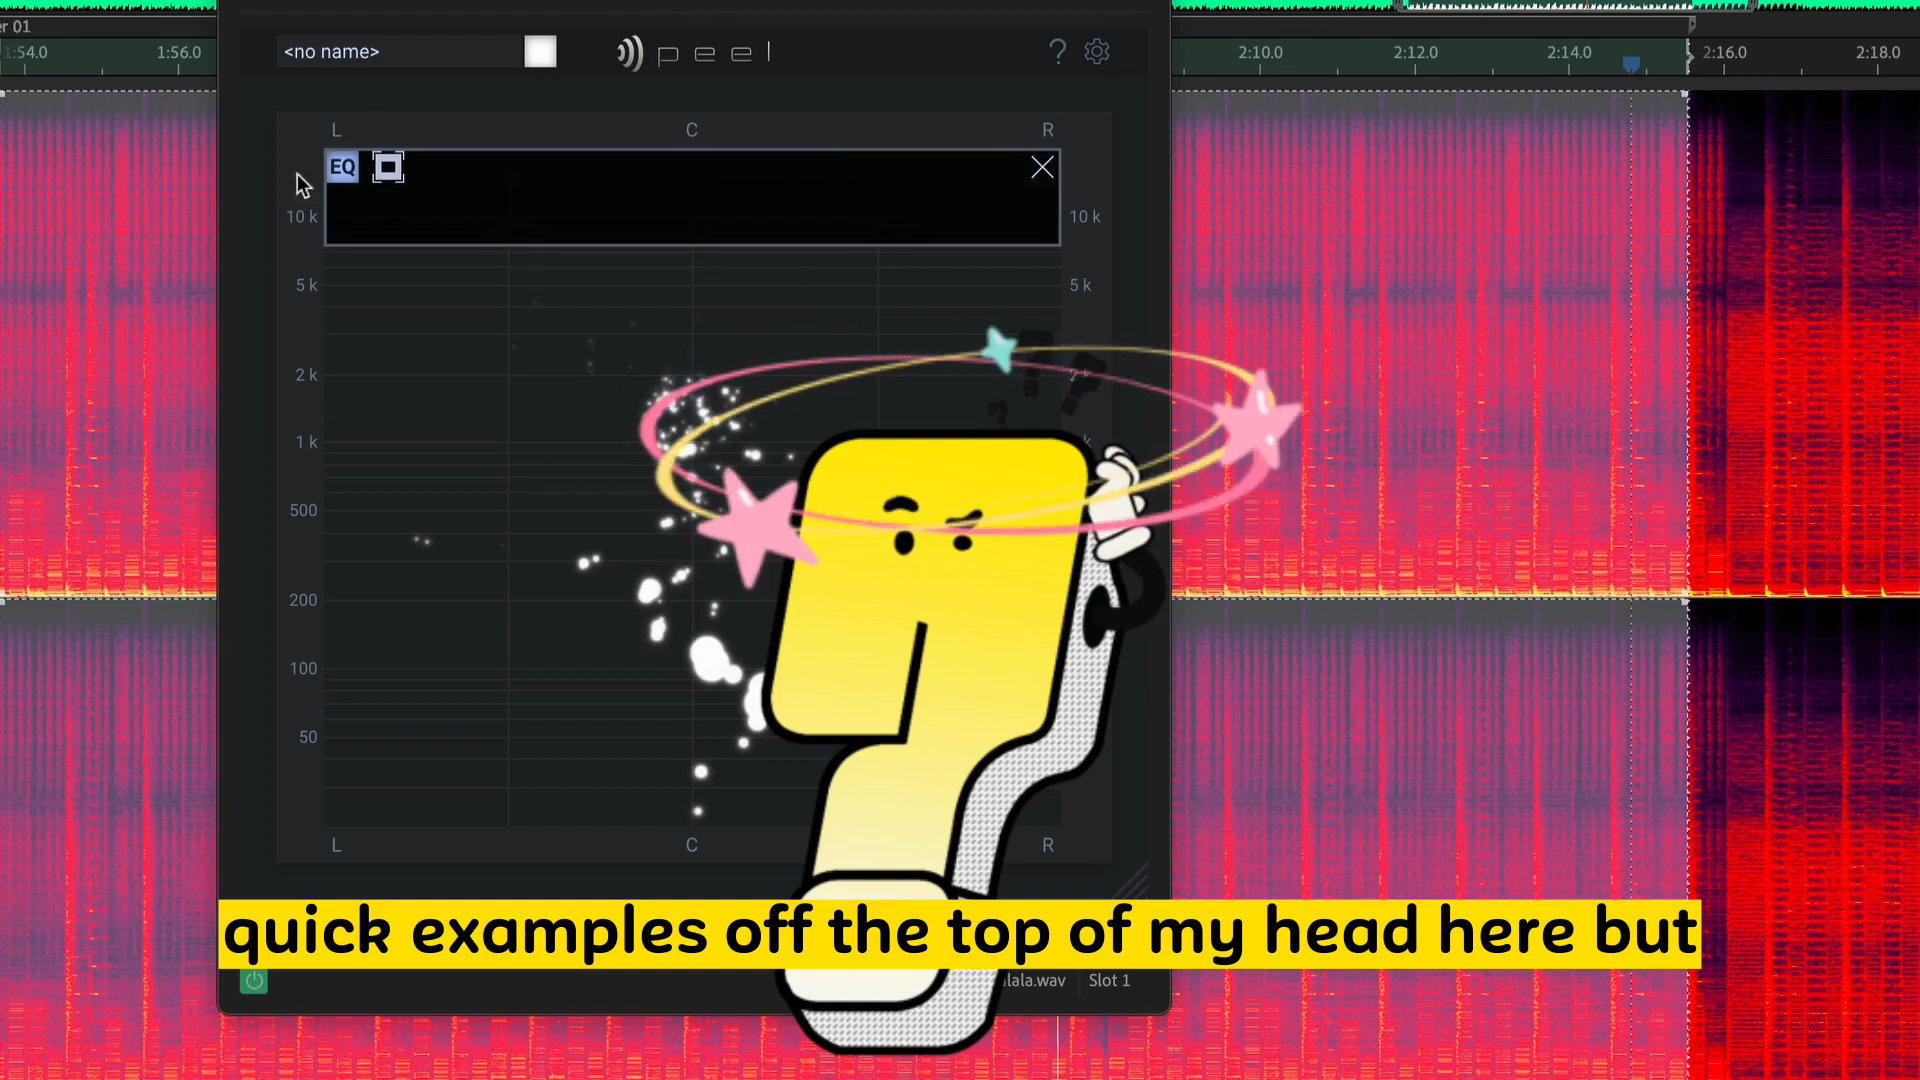 r 01
1:54.0 1:56.0 2:10.0 2:12.0 2:14.0 2:16.0 2:18.0
<no name> peel ?
L C R
EQ
10 k 10 k
5 k 5 k
2 k 2 k
1 k k
500
200
100
50
L C R
quick examples off the top of my head here but
lala.wav Slot 1